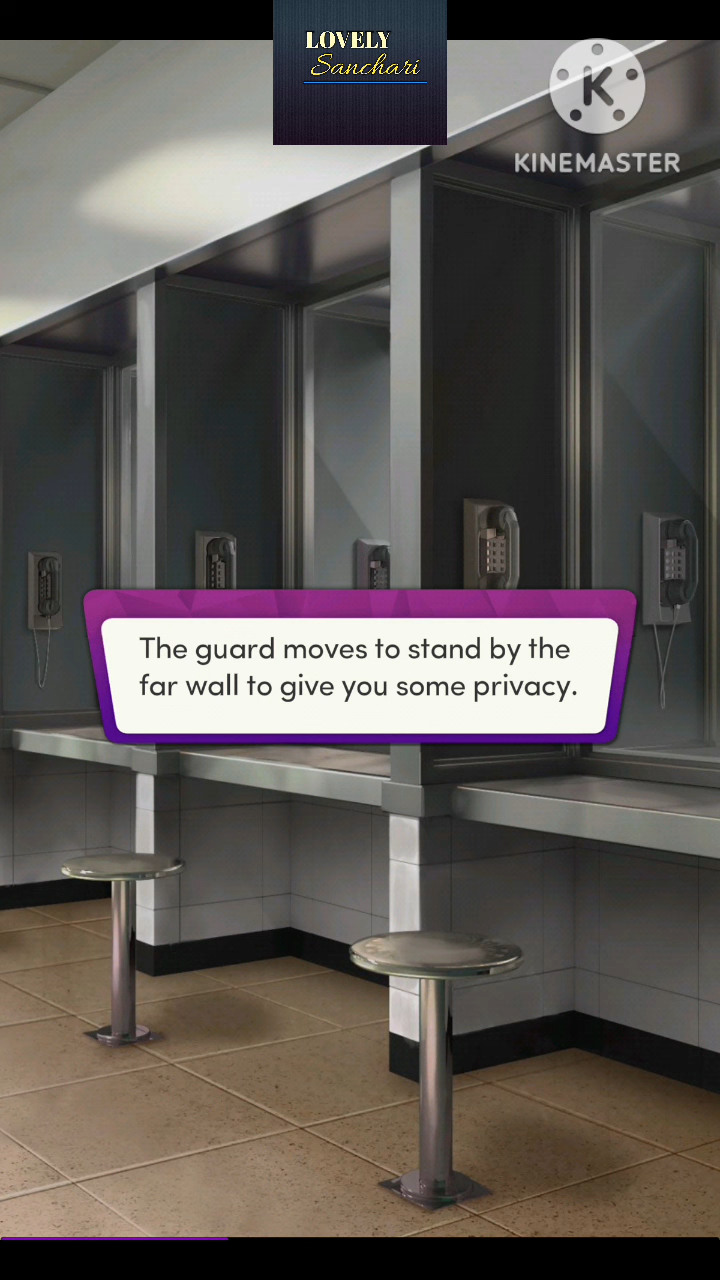 LOVELY
Sanchari
KINEMASTER
The guard moves to stand by the
far wall to give you some privacy.